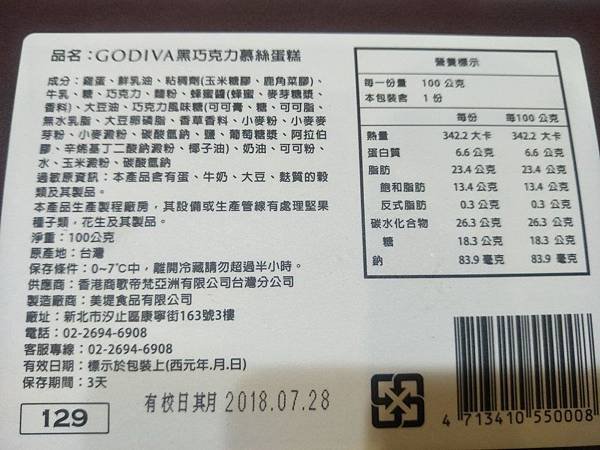 品名：GODIVA黑巧克力慕絲蛋糕
成分：雞蛋、鮮乳油、粘稠劑(玉米糖膠、鹿角菜膠)、
牛乳、糖、巧克力、麵粉、蜂蜜醬(蜂蜜、麥芽糖漿、
香料)、大豆油、巧克力風味糖(可可膏、糖、可可脂、
無水乳脂、大豆卵磷脂、香草香料、小麥粉、小麥麥
芽粉、小麥澱粉、碳酸氫鈉、鹽、葡萄糖漿、阿拉伯
膠、辛烯基丁二酸鈉澱粉、椰子油)、奶油、可可粉、
水、玉米澱粉、碳酸氫鈉
過敏原資訊：本產品含有蛋、牛奶、大豆、麩質的穀
類及其製品。
本產品生產製程廠房，其設備或生產管線有處理堅果
種子類，花生及其製品。
淨重：100公克
原產地：台灣
保存條件：0~7℃中，離開冷藏請勿超過半小時。
供應商：香港商歌帝梵亞洲有限公司台灣分公司
製造廠商：美堤食品有限公司
廠址：新北市汐止區康寧街163號3樓
電話：02-2694-6908
客服專線：02-2694-6908
有效日期：標示於包裝上(西元年.月.日)
保存期間：3天
129
有校日其月 2018.07.28
營養標示
每一份量 100 公克
本包裝含 1 份
每份 每100 公克
熱量 342.2 大卡 342.2 大卡
蛋白質 6.6 公克 6.6 公克
脂肪 23.4 公克 23.4 公克
飽和脂肪 13.4 公克 13.4 公克
反式脂肪 0.3 公克 0.3 公克
碳水化合物 26.3 公克 26.3 公克
糖 18.3 公克 18.3 公克
鈉 83.9 毫克 83.9 毫克
4 713410 550008